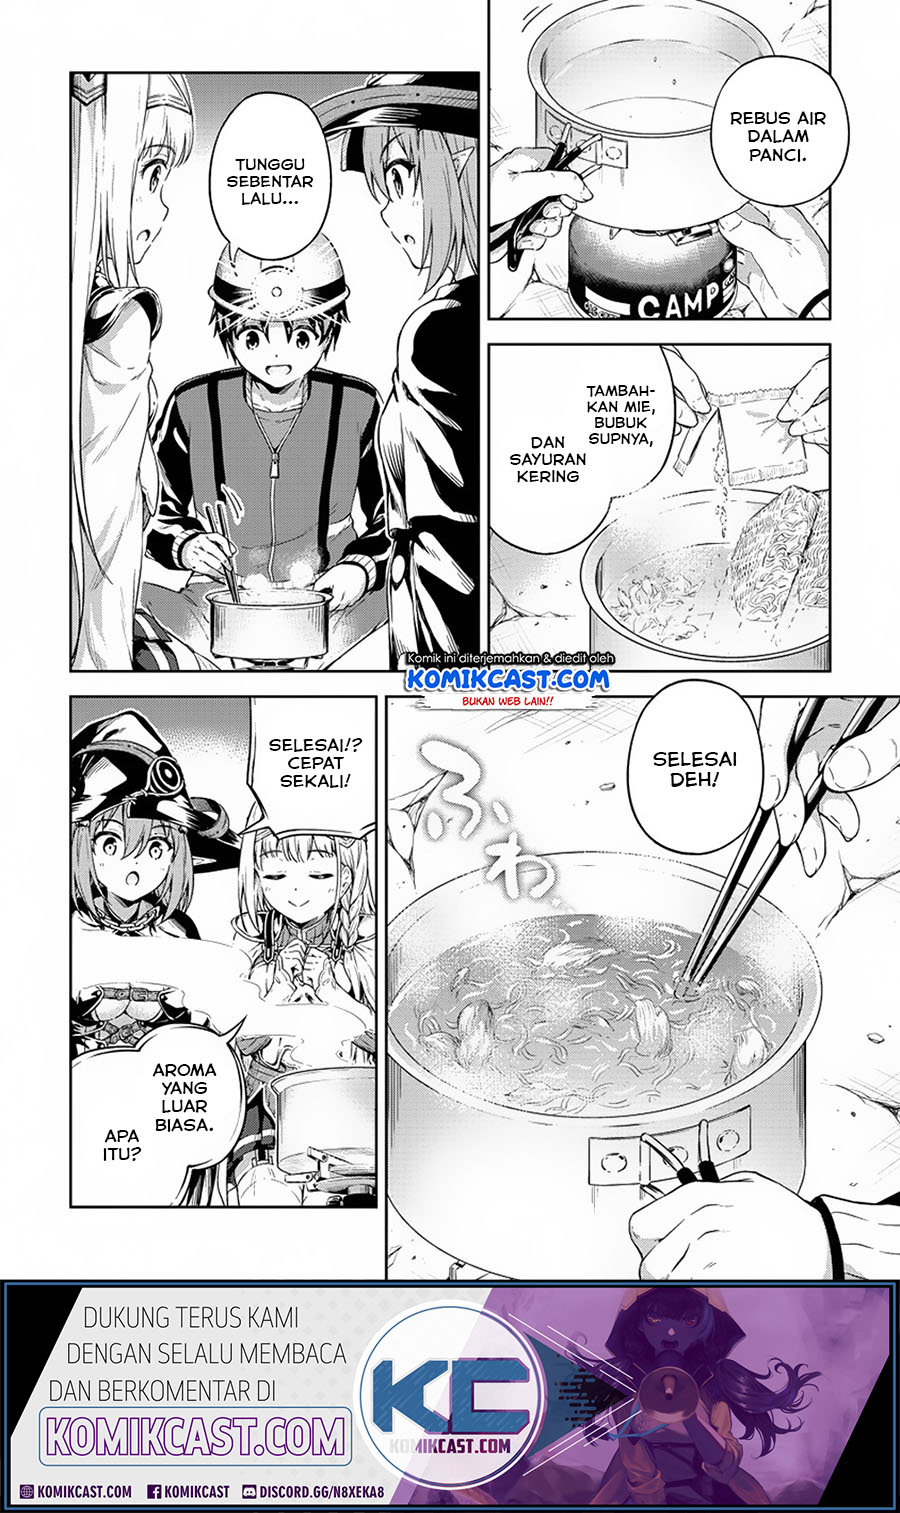 REBUS AIR
DALAM
PANCI.
CAMP
TAMBAH-
KAN MIE,
BUBUK
SUPNYA,
DAN
SAYURAN
KERING
TUNGGU
SEBENTAR
LALU...
Komik ini diterjemahkan & diedit oleh
KOMIKCAST.COM
BUKAN WEB LAIN!!
SELESAI
DEH!
ふわ
SELESAI!?
CEPAT
SEKALI!
AROMA
YANG
LUAR
BIASA.
APA
ITU?
DUKUNG TERUS KAMI
DENGAN SELALU MEMBACA
DAN BERKOMENTAR DI
KOMIKCAST.COM
KC
KOMIKCAST.COM
KOMIKCAST.COM KOMIKCAST DISCORD.GG/N8XEKA8